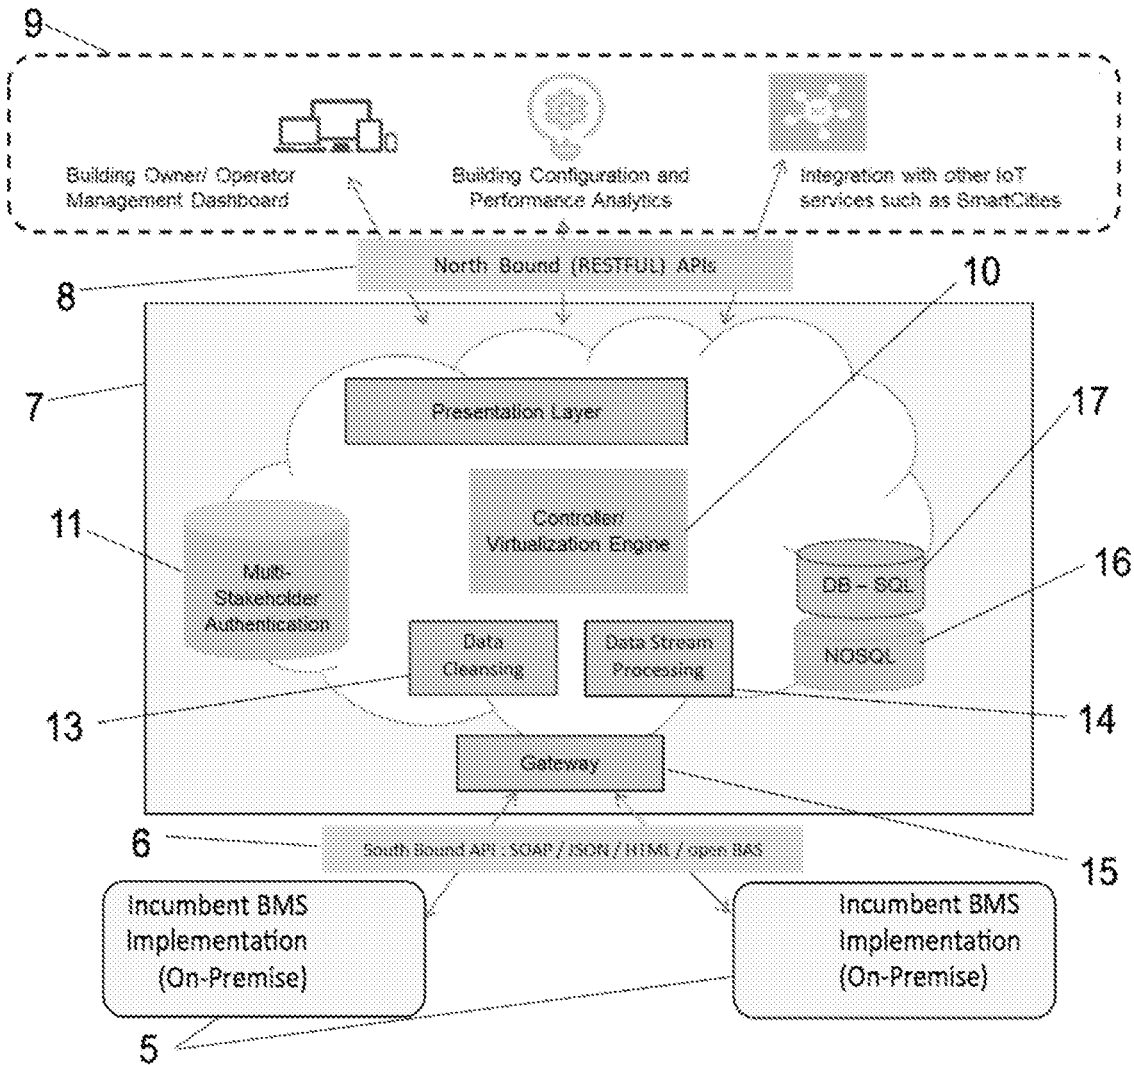 9
Building Owner/ Operator
Management Dashboard
Building Configuration and
Performance Analytics
Integration with other IoT
services such as SmartCities
8
North Bound (RESTFUL) APIs
10
7
Presentation Layer
17
11
Controller/
Virtualization Engine
Multi-
Stakeholder
Authentication
DB – SQL
16
NOSQL
Data
Cleansing
Data Stream
Processing
13
14
Gateway
6
South Bound API : SOAP / JSON / HTML / open BAS
15
Incumbent BMS
Implementation
(On-Premise)
Incumbent BMS
Implementation
(On-Premise)
5